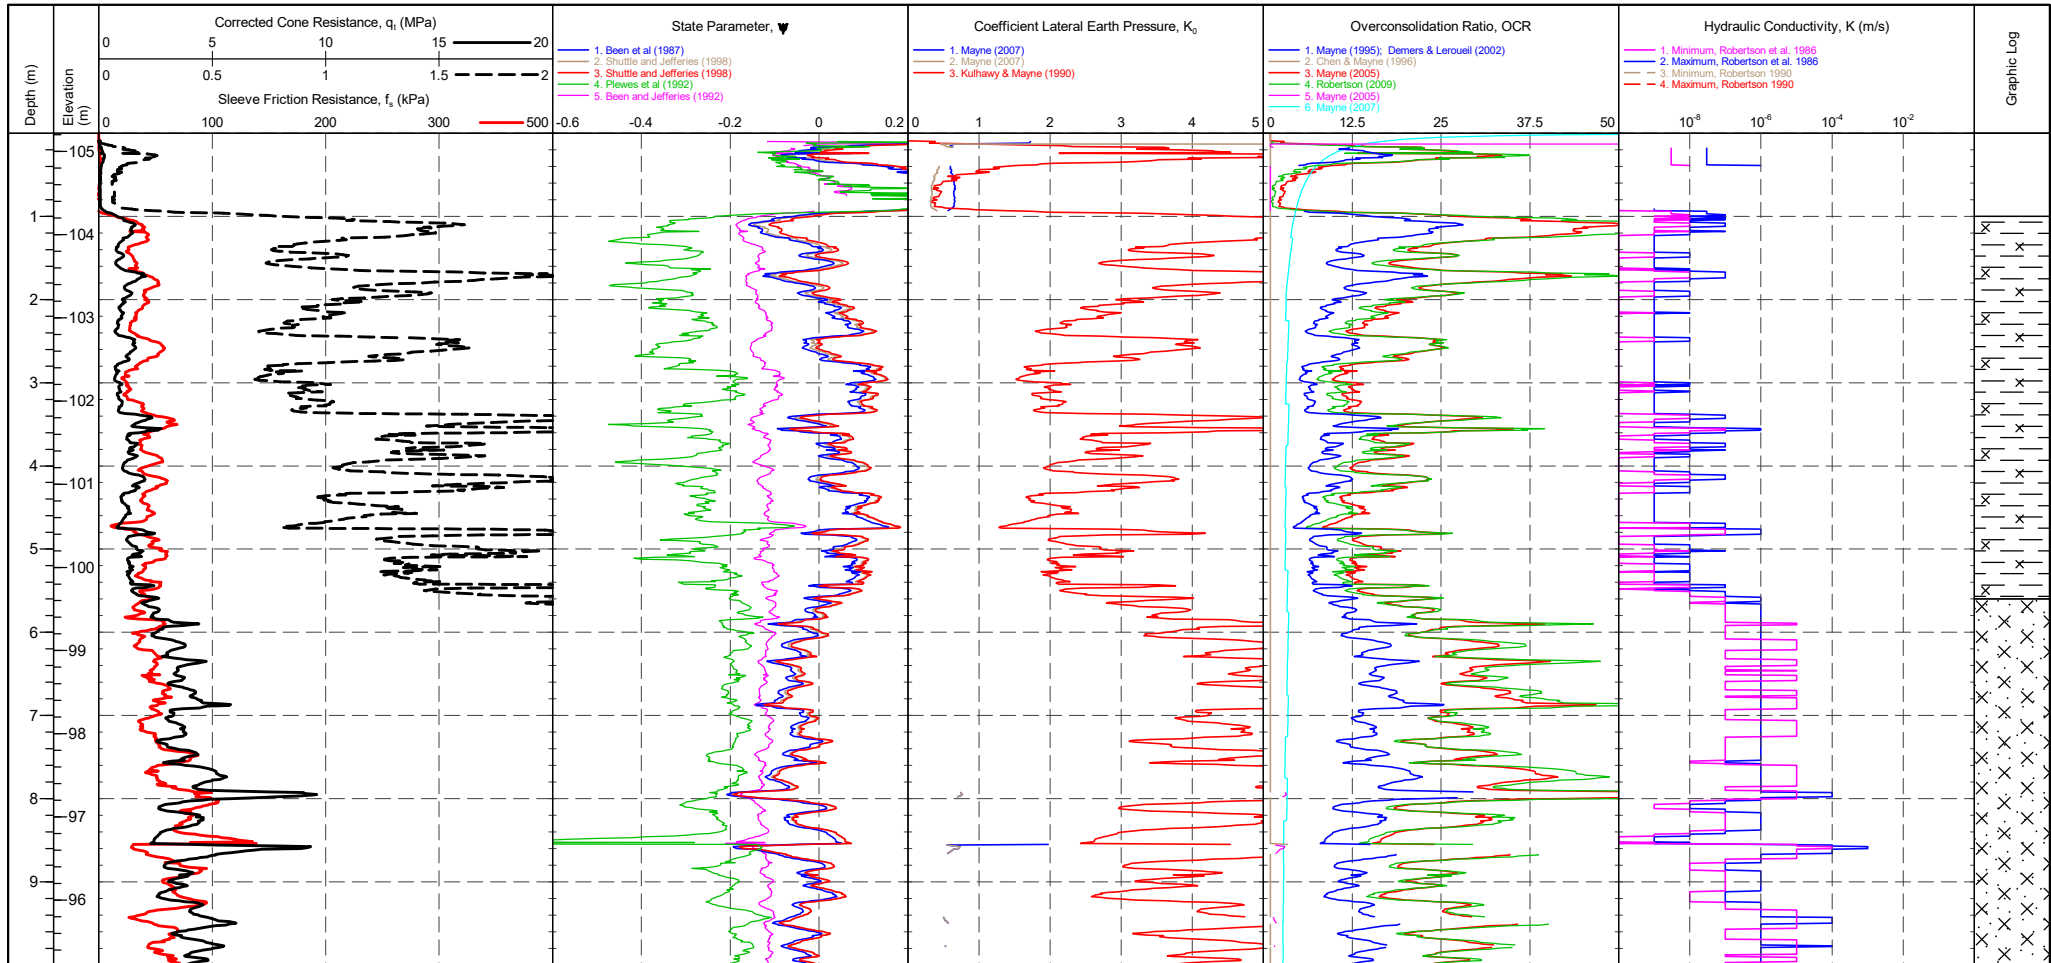 Depth (m)
Elevation (m)
Corrected Cone Resistance, qt (MPa)
0 5 10 15 20
0 0.5 1 1.5 2
Sleeve Friction Resistance, fs (kPa)
0 100 200 300 500
State Parameter, ψ
1. Been et al (1987)
2. Shuttle and Jefferies (1998)
3. Shuttle and Jefferies (1998)
4. Plewes et al (1992)
5. Been and Jefferies (1992)
-0.6 -0.4 -0.2 0 0.2
Coefficient Lateral Earth Pressure, K0
1. Mayne (2007)
2. Mayne (2007)
3. Kulhawy & Mayne (1990)
0 1 2 3 4 5
Overconsolidation Ratio, OCR
1. Mayne (1995); Demers & Leroueil (2002)
2. Chen & Mayne (1996)
3. Mayne (2005)
4. Robertson (2009)
5. Mayne (2005)
6. Mayne (2007)
0 12.5 25 37.5 50
Hydraulic Conductivity, K (m/s)
1. Minimum, Robertson et al. 1986
2. Maximum, Robertson et al. 1986
3. Minimum, Robertson 1990
4. Maximum, Robertson 1990
10-8 10-6 10-4 10-2
Graphic Log
105
1
104
2
103
3
102
4
101
5
100
6
99
7
98
8
97
9
96